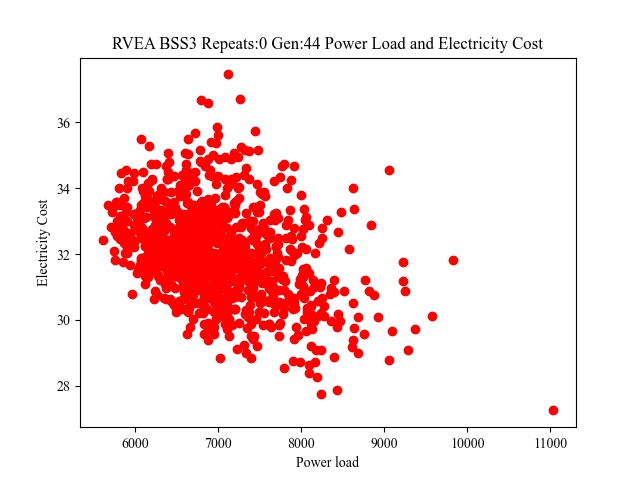 RVEA BSS3 Repeats:0 Gen:44 Power Load and Electricity Cost
36
34
32
30
28
Electricity Cost
6000 7000 8000 9000 10000 11000
Power load